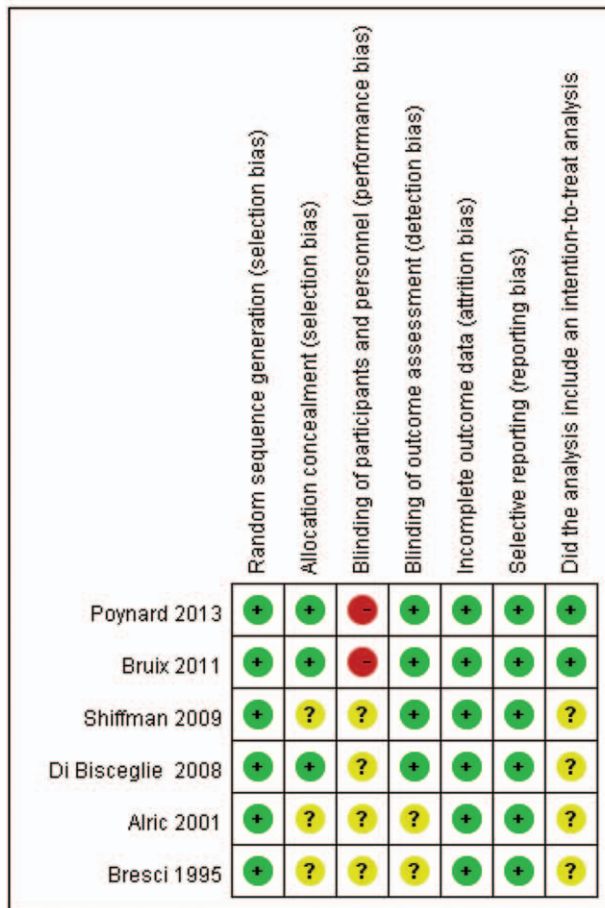 Random sequence generation (selection bias)
Allocation concealment (selection bias)
Blinding of participants and personnel (performance bias)
Blinding of outcome assessment (detection bias)
Incomplete outcome data (attrition bias)
Selective reporting (reporting bias)
Did the analysis include an intention-to-treat analysis
Poynard 2013 + + - + + + +
Bruix 2011 + + - + + + +
Shiffman 2009 + ? ? + + + ?
Di Bisceglie 2008 + + ? + + + ?
Alric 2001 + ? ? ? + + ?
Bresci 1995 + ? ? ? + + ?